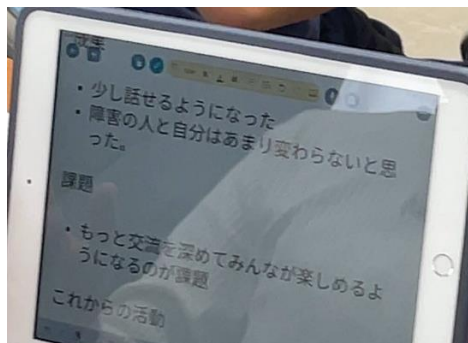 成果
・少し話せるようになった
・障害の人と自分はあまり変わらないと思
った。
課題
・もっと交流を深めてみんなが楽しめるよ
うになるのが課題
これからの活動